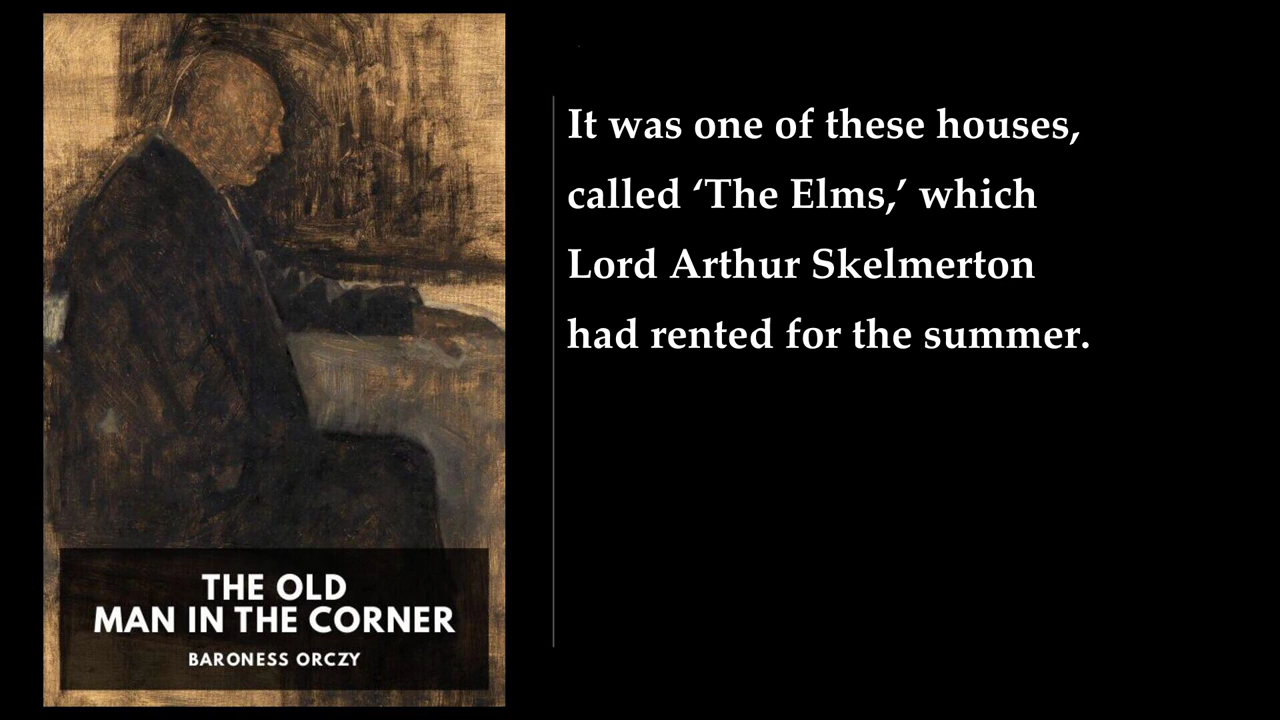 THE OLD
MAN IN THE CORNER
BARONESS ORCZY
It was one of these houses,
called ‘The Elms,’ which
Lord Arthur Skelmerton
had rented for the summer.